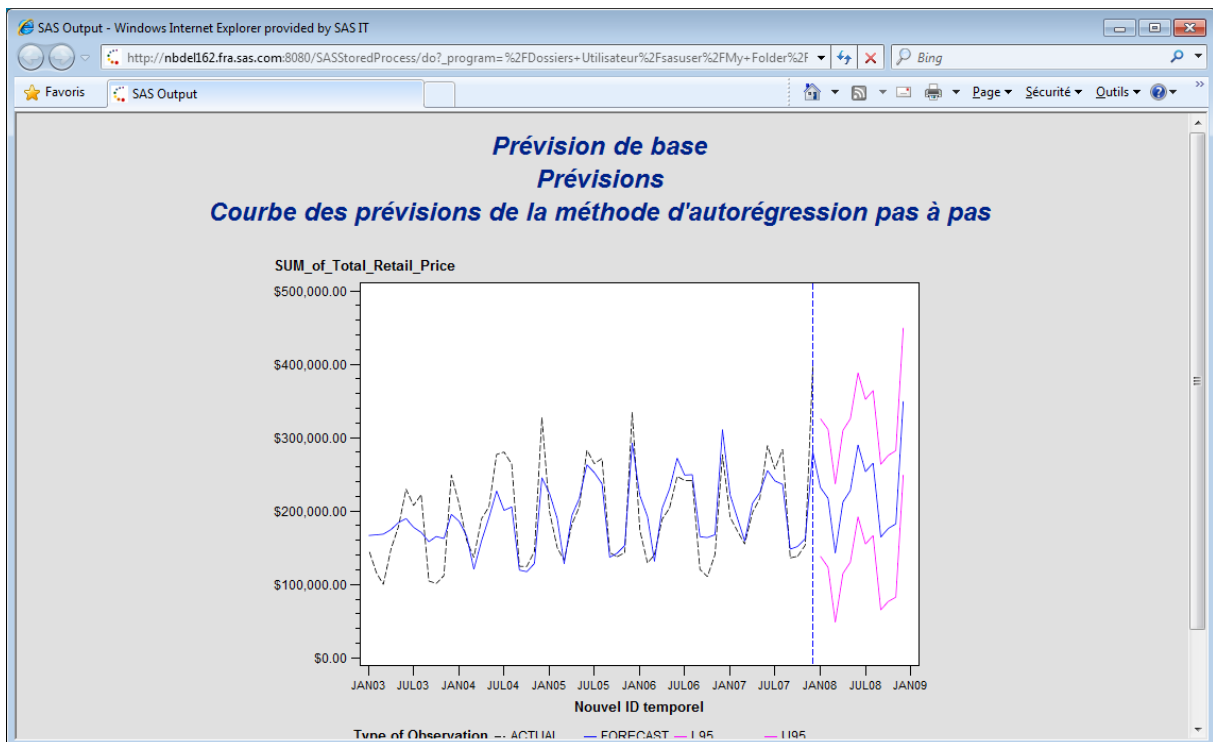 SAS Output - Windows Internet Explorer provided by SAS IT
http://nbdel162.fra.sas.com:8080/SASStoredProcess/do?_program=%2FDossiers+Utilisateur%2Fsasuser%2FMy+Folder%2F
Bing
Favoris
SAS Output
Page
Sécurité
Outils
Prévision de base
Prévisions
Courbe des prévisions de la méthode d'autorégression pas à pas
SUM_of_Total_Retail_Price
$500,000.00
$400,000.00
$300,000.00
$200,000.00
$100,000.00
$0.00
JAN03 JUL03 JAN04 JUL04 JAN05 JUL05 JAN06 JUL06 JAN07 JUL07 JAN08 JUL08 JAN09
Nouvel ID temporel
Type of Observation ACTUAL FORECAST L95 U95